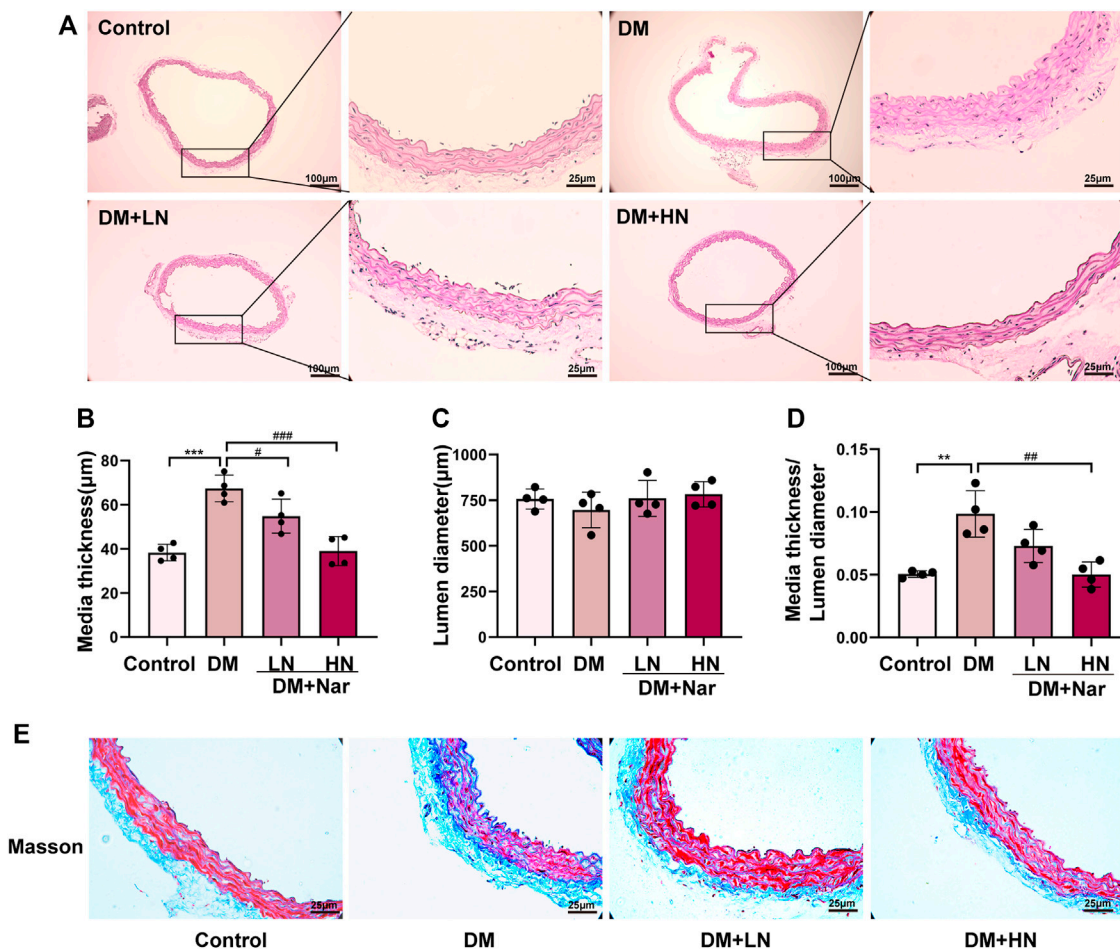 A
Control
100μm
25μm
DM
100μm
25μm
DM+LN
100μm
25μm
DM+HN
100μm
25μm
B
Media thickness(μm)
80
60
40
20
0
***
#
###
Control
DM
LN
HN
DM+Nar
C
Lumen diameter(μm)
1000
750
500
250
0
Control
DM
LN
HN
DM+Nar
D
Media thickness/
Lumen diameter
0.15
0.10
0.05
0.00
**
##
Control
DM
LN
HN
DM+Nar
E
Masson
25μm
25μm
25μm
25μm
Control
DM
DM+LN
DM+HN